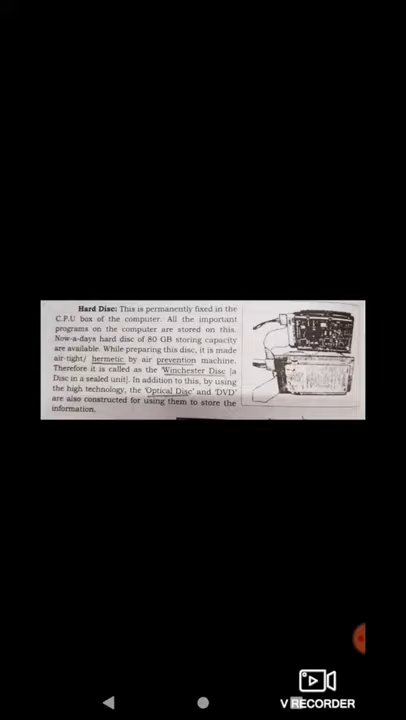 Hard Disc: This is permanently fixed in the
C.P.U box of the computer. All the important
programs on the computer are stored on this.
Now-a-days hard disc of 80 GB storing capacity
are available. While preparing this disc, it is made
air-tight/ hermetic by air prevention machine.
Therefore it is called as the 'Winchester Disc [a
Disc in a sealed unit]. In addition to this, by using
the high technology, the 'Optical Disc' and 'DVD'
are also constructed for using them to store the
information.
V RECORDER